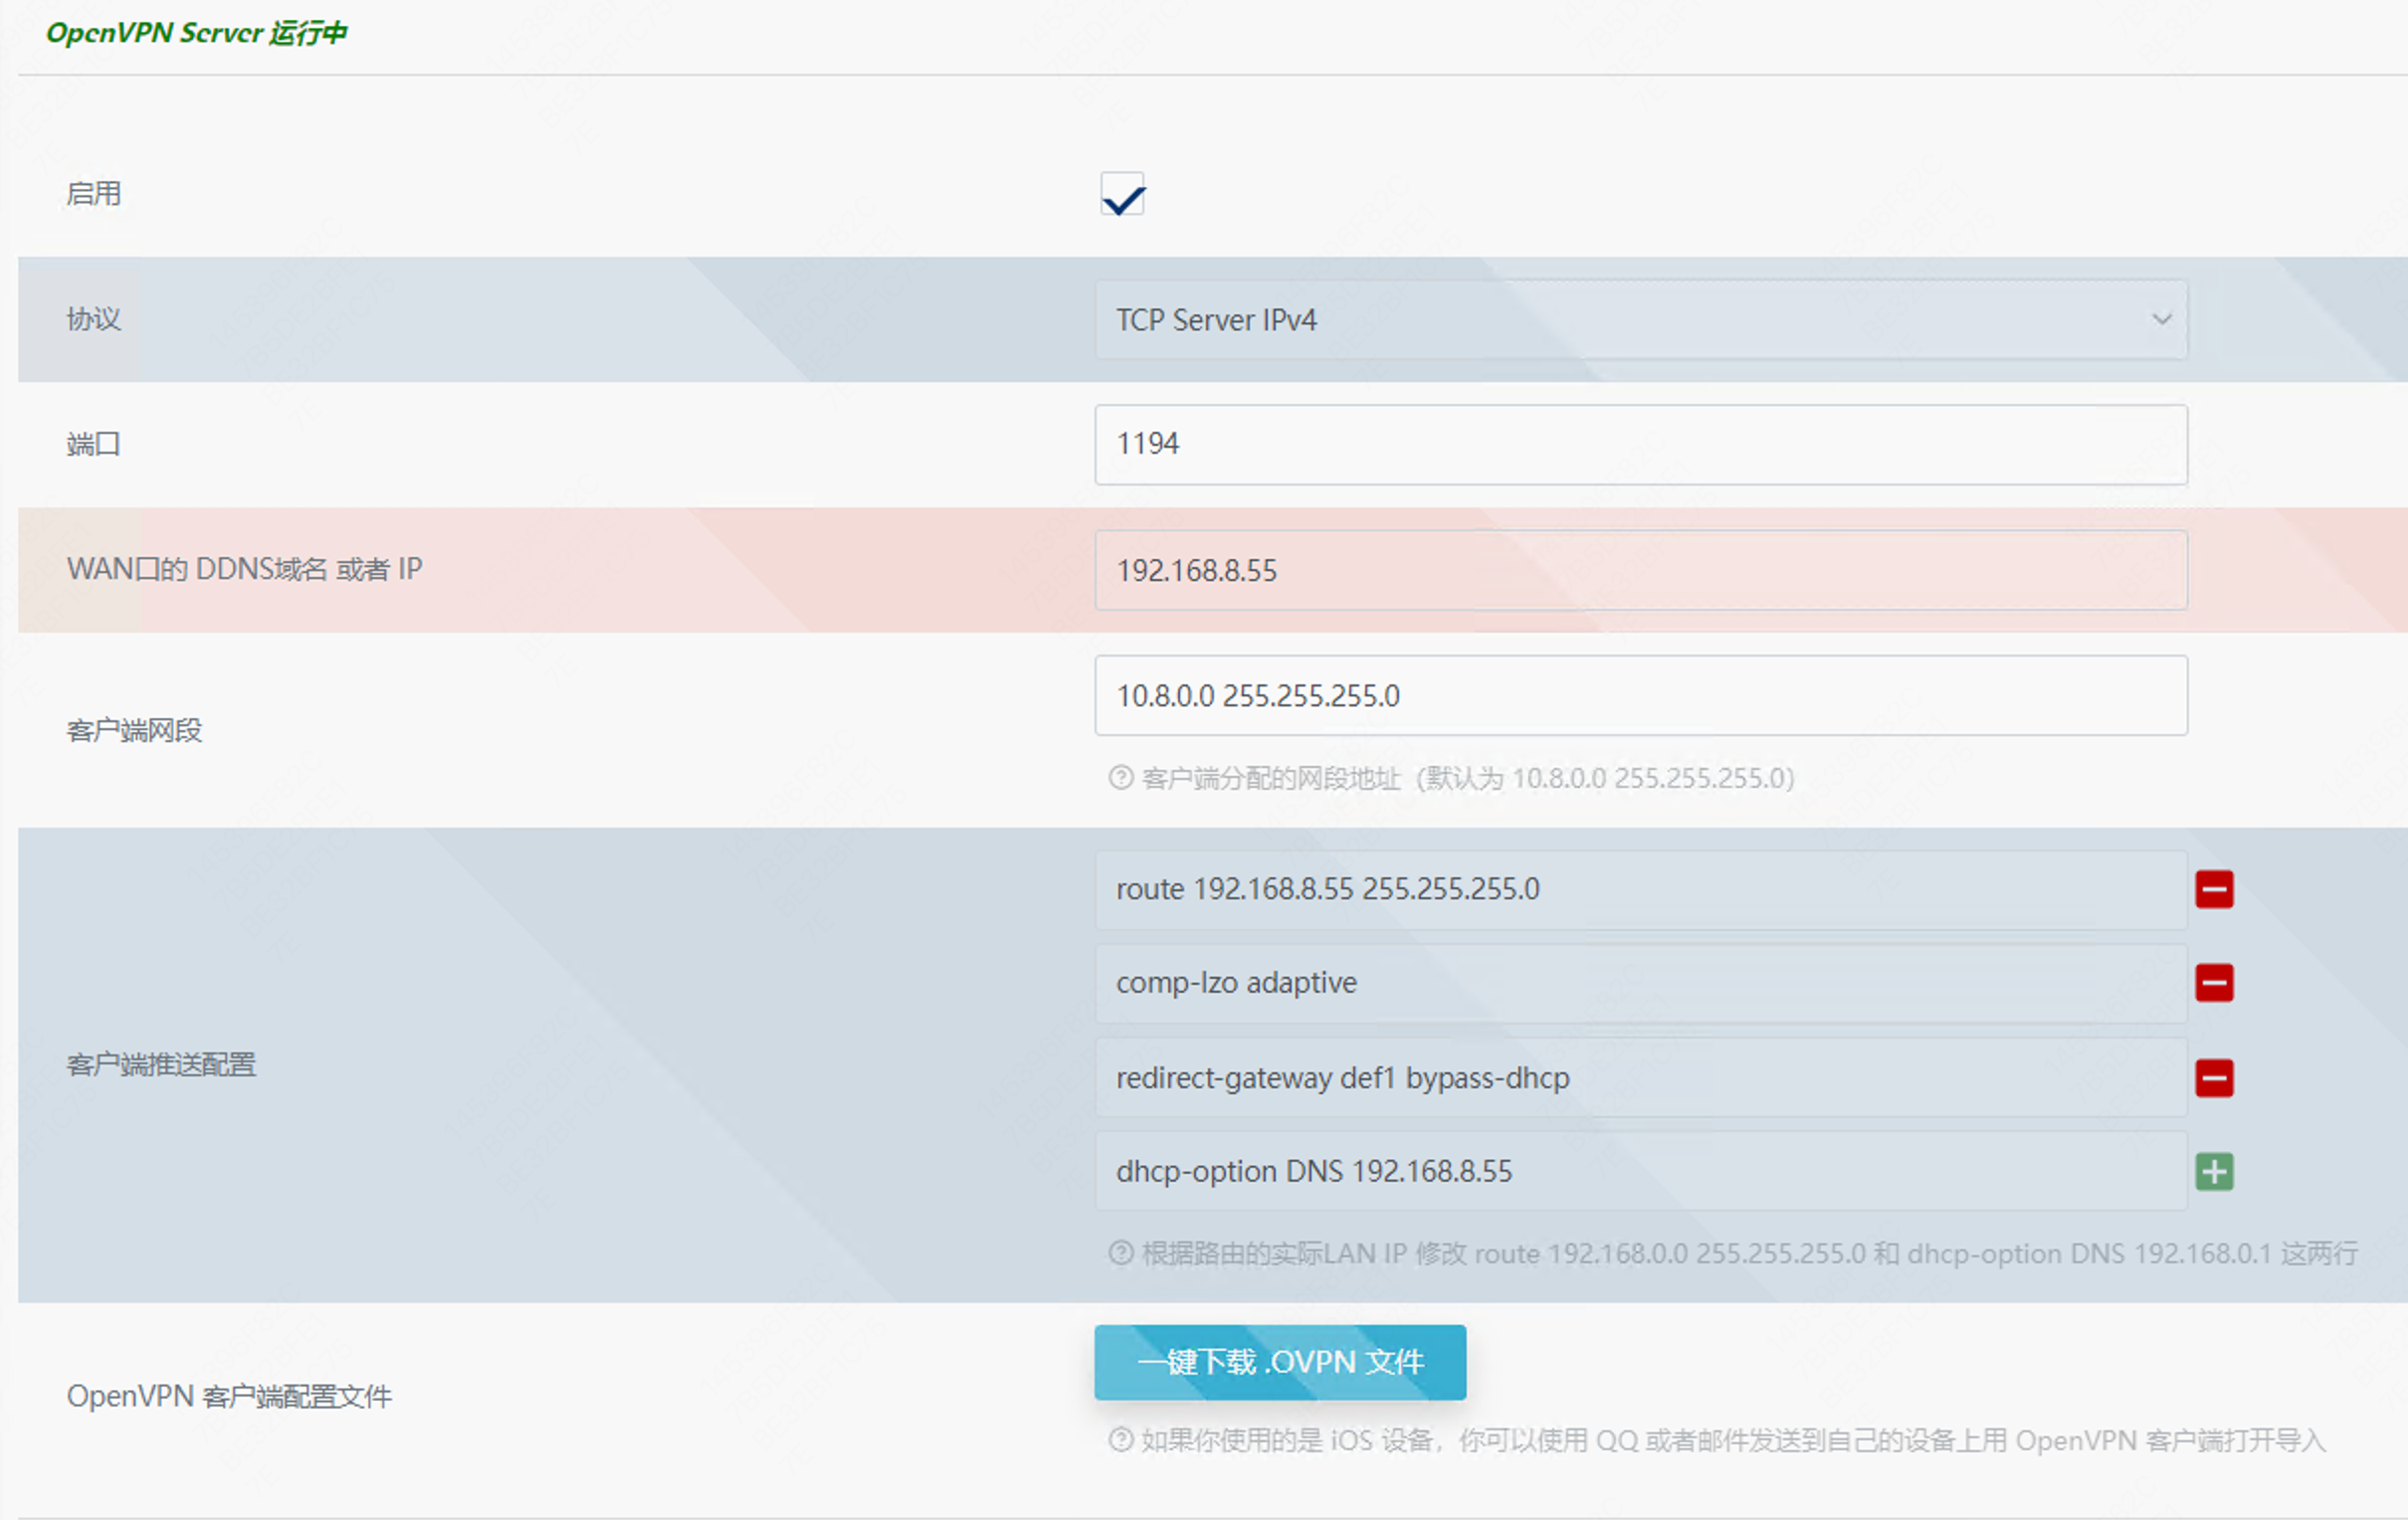 OpenVPN Server 运行中
启用
协议
TCP Server IPv4
端口
1194
WAN口的 DDNS域名 或者 IP
192.168.8.55
客户端网段
10.8.0.0 255.255.255.0
客户端分配的网段地址（默认为 10.8.0.0 255.255.255.0）
客户端推送配置
route 192.168.8.55 255.255.255.0
comp-lzo adaptive
redirect-gateway def1 bypass-dhcp
dhcp-option DNS 192.168.8.55
根据路由的实际LAN IP 修改 route 192.168.0.0 255.255.255.0 和 dhcp-option DNS 192.168.0.1 这两行
OpenVPN 客户端配置文件
一键下载 .OVPN 文件
如果你使用的是 iOS 设备，你可以使用 QQ 或者邮件发送到自己的设备上用 OpenVPN 客户端打开导入